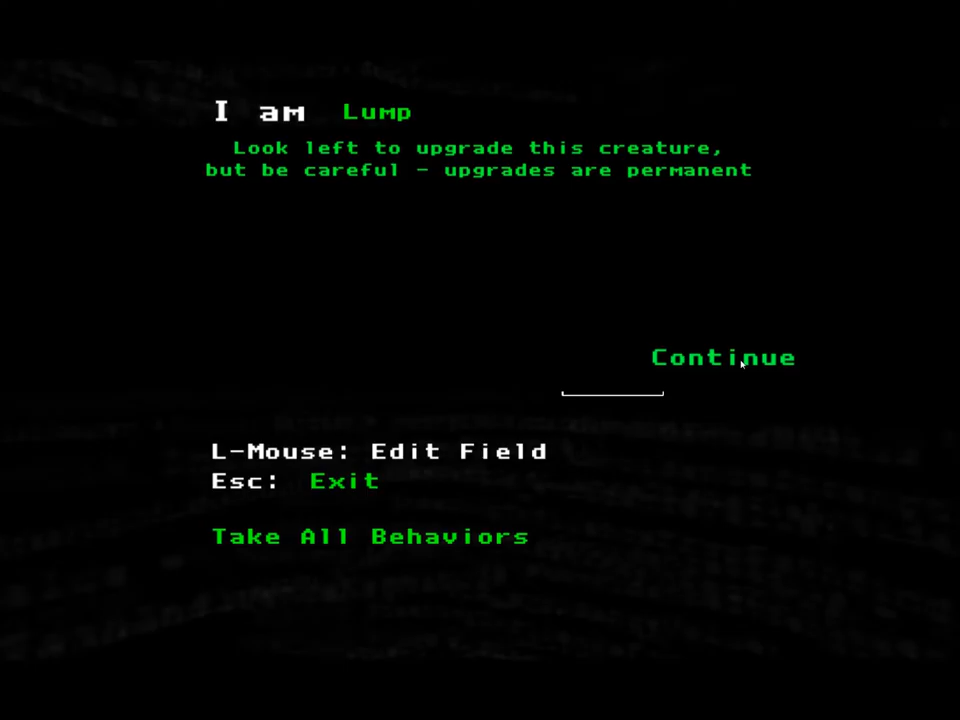 I am Lump
Look left to upgrade this creature,
but be careful - upgrades are permanent
Continue
L-Mouse: Edit Field
Esc: Exit
Take All Behaviors